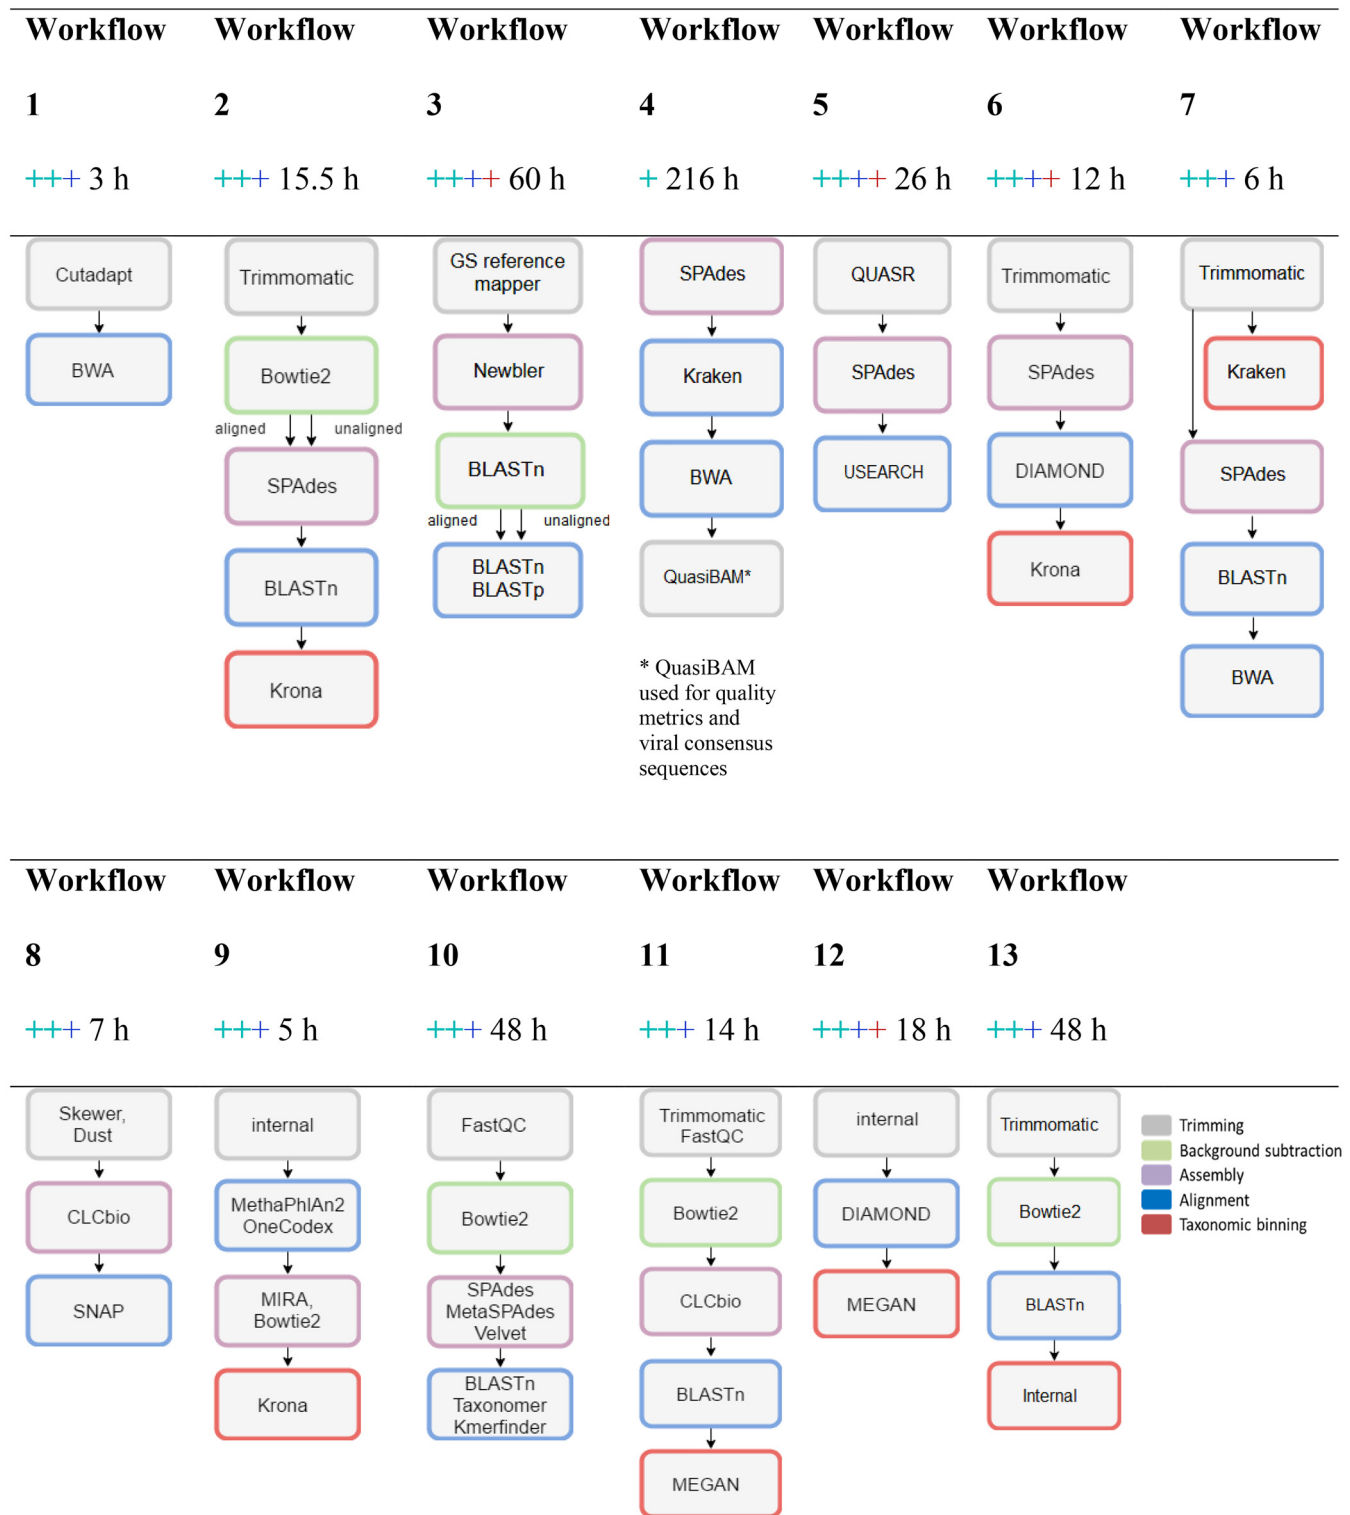 Workflow Workflow Workflow Workflow Workflow Workflow Workflow
1 2 3 4 5 6 7
+++ 3 h +++ 15.5 h ++++ 60 h + 216 h ++++ 26 h ++++ 12 h +++ 6 h
Cutadapt
BWA
Trimmomatic
Bowtie2
aligned unaligned
SPAdes
BLASTn
Krona
GS reference
mapper
Newbler
BLASTn
aligned unaligned
BLASTn
BLASTp
SPAdes
Kraken
BWA
QuasiBAM*
* QuasiBAM
used for quality
metrics and
viral consensus
sequences
QUASR
SPAdes
USEARCH
Trimmomatic
SPAdes
DIAMOND
Krona
Trimmomatic
Kraken
SPAdes
BLASTn
BWA
Workflow Workflow Workflow Workflow Workflow Workflow
8 9 10 11 12 13
+++ 7 h +++ 5 h +++ 48 h +++ 14 h ++++ 18 h +++ 48 h
Skewer,
Dust
CLCbio
SNAP
internal
MethaPhlAn2
OneCodex
MIRA,
Bowtie2
Krona
FastQC
Bowtie2
SPAdes
MetaSPAdes
Velvet
BLASTn
Taxonomer
Kmerfinder
Trimmomatic
FastQC
Bowtie2
CLCbio
BLASTn
MEGAN
internal
DIAMOND
MEGAN
Trimmomatic
Bowtie2
BLASTn
Internal
Trimming
Background subtraction
Assembly
Alignment
Taxonomic binning